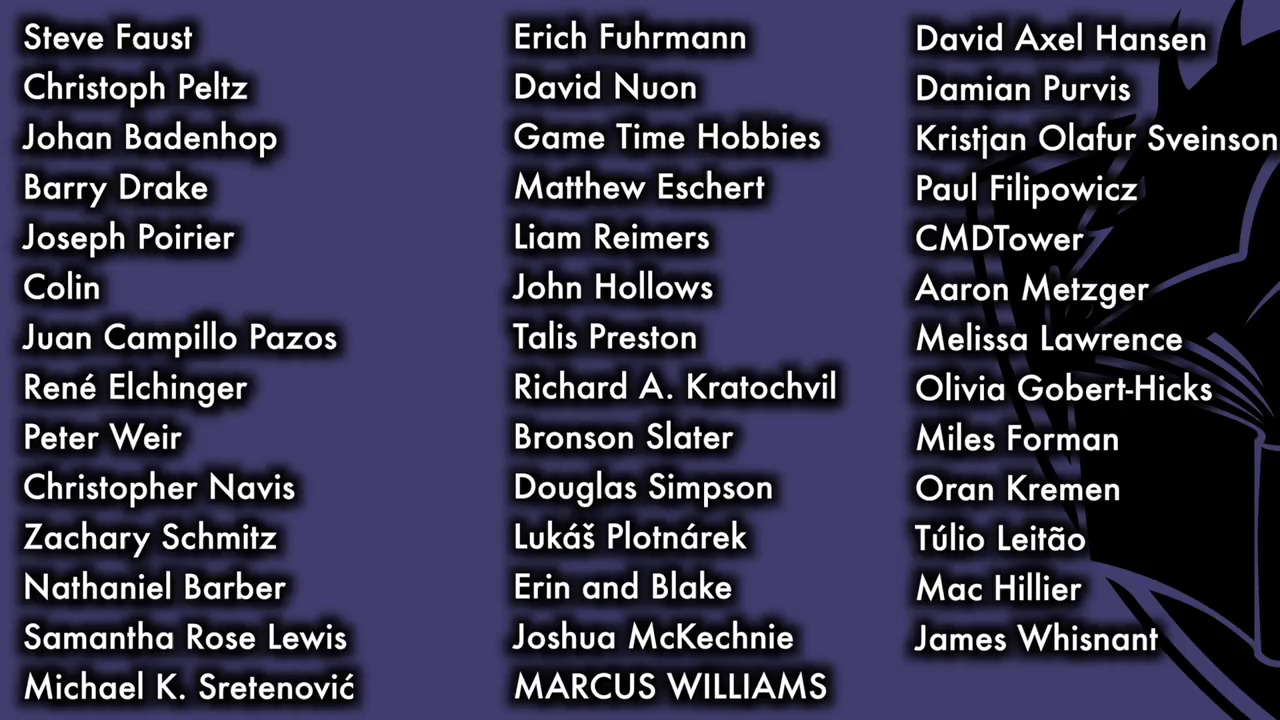 Steve Faust
Christoph Peltz
Johan Badenhop
Barry Drake
Joseph Poirier
Colin
Juan Campillo Pazos
René Elchinger
Peter Weir
Christopher Navis
Zachary Schmitz
Nathaniel Barber
Samantha Rose Lewis
Michael K. Sretenović
Erich Fuhrmann
David Nuon
Game Time Hobbies
Matthew Eschert
Liam Reimers
John Hollows
Talis Preston
Richard A. Kratochvil
Bronson Slater
Douglas Simpson
Lukáš Plotnárek
Erin and Blake
Joshua McKechnie
MARCUS WILLIAMS
David Axel Hansen
Damian Purvis
Kristjan Olafur Sveinson
Paul Filipowicz
CMDTower
Aaron Metzger
Melissa Lawrence
Olivia Gobert-Hicks
Miles Forman
Oran Kremen
Túlio Leitão
Mac Hillier
James Whisnant